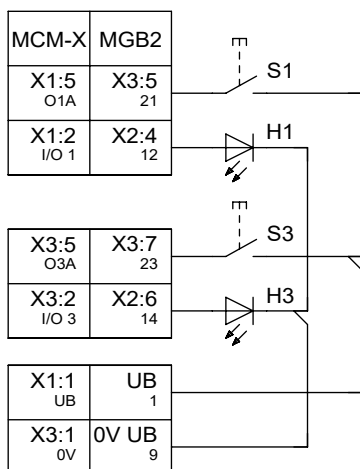 MCM-X MGB2
X1:5 X3:5 S1
O1A 21
X1:2 X2:4 H1
I/O 1 12
X3:5 X3:7 S3
O3A 23
X3:2 X2:6 H3
I/O 3 14
X1:1 UB
UB 1
X3:1 0V UB
0V 9